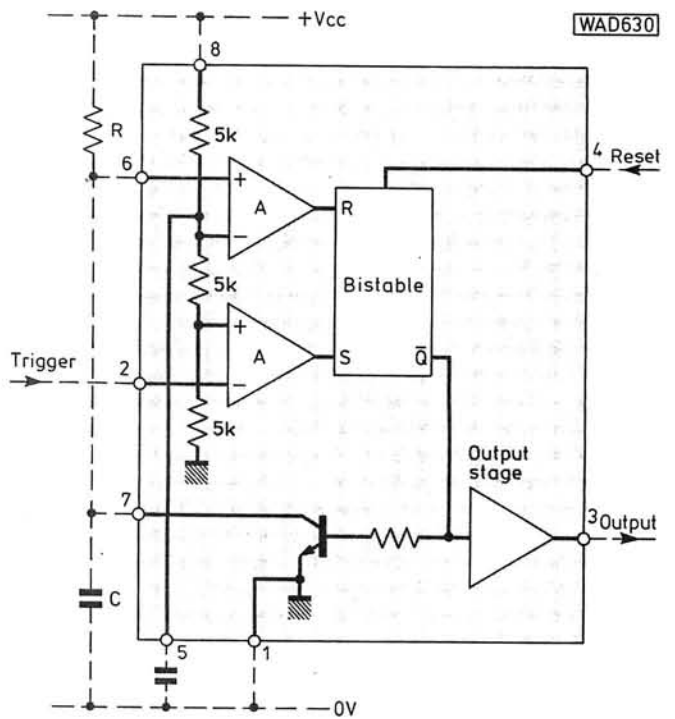 +Vcc
WAD630
8
R
5k
6
4 Reset
+
A
R
−
5k
Bistable
+
Trigger
A
2
S
Q̅
−
5k
Output
stage
7
3 Output
C
5
1
0V